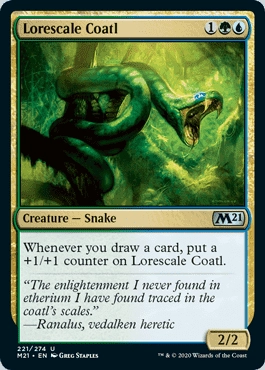 Lorescale Coatl 1
Creature — Snake M21
Whenever you draw a card, put a
+1/+1 counter on Lorescale Coatl.
“The enlightenment I never found in
etherium I have found traced in the
coatl’s scales.”
—Ranalus, vedalken heretic
2/2
221/274 U
M21 • EN GREG STAPLES ™ & © 2020 Wizards of the Coast